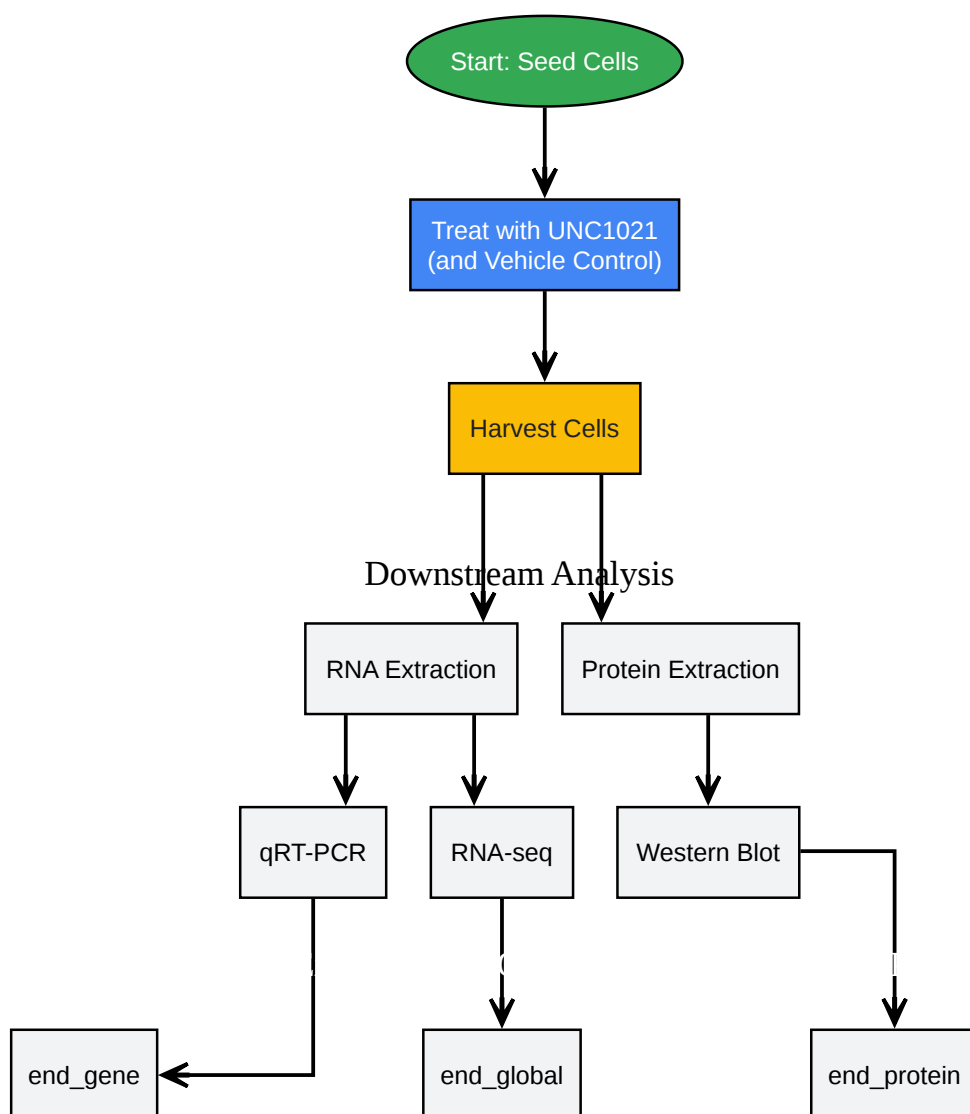 Start: Seed Cells
Treat with UNC1021
(and Vehicle Control)
Harvest Cells
Downstream Analysis
RNA Extraction
Protein Extraction
qRT-PCR
RNA-seq
Western Blot
end_gene
end_global
end_protein